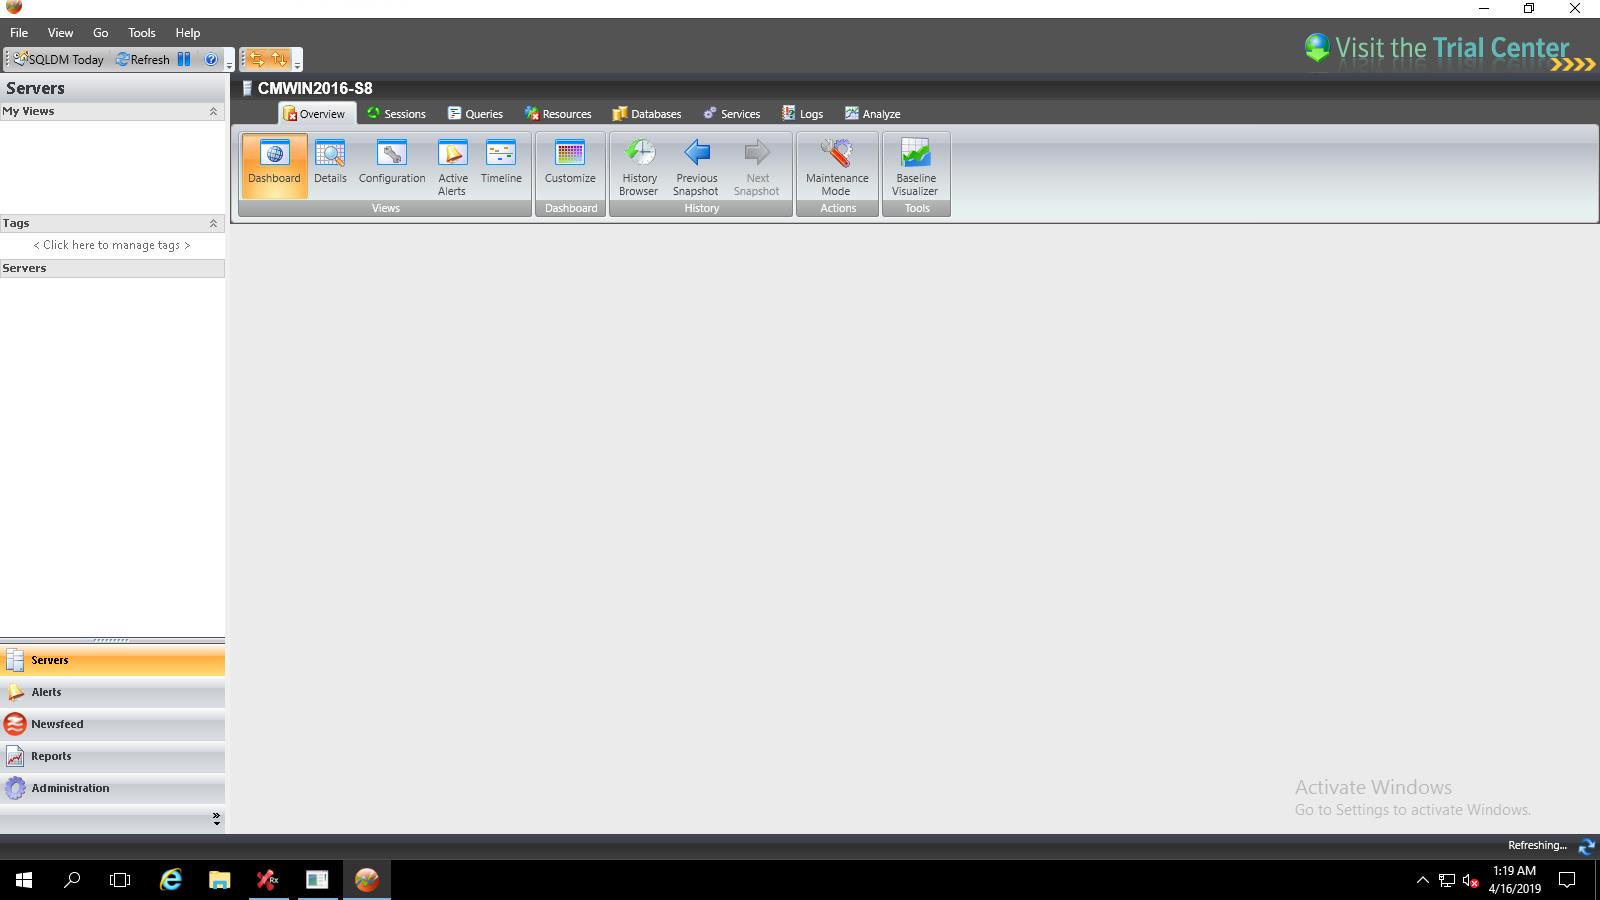 File View Go Tools Help
SQLDM Today Refresh
Visit the Trial Center
Servers
CMWIN2016-S8
My Views
Overview Sessions Queries Resources Databases Services Logs Analyze
Dashboard Details Configuration Active Alerts Timeline Customize History Browser Previous Snapshot Next Snapshot Maintenance Mode Baseline Visualizer
Views Dashboard History Actions Tools
Tags
< Click here to manage tags >
Servers
Servers
Alerts
Newsfeed
Reports
Administration
Activate Windows
Go to Settings to activate Windows.
Refreshing...
1:19 AM
4/16/2019